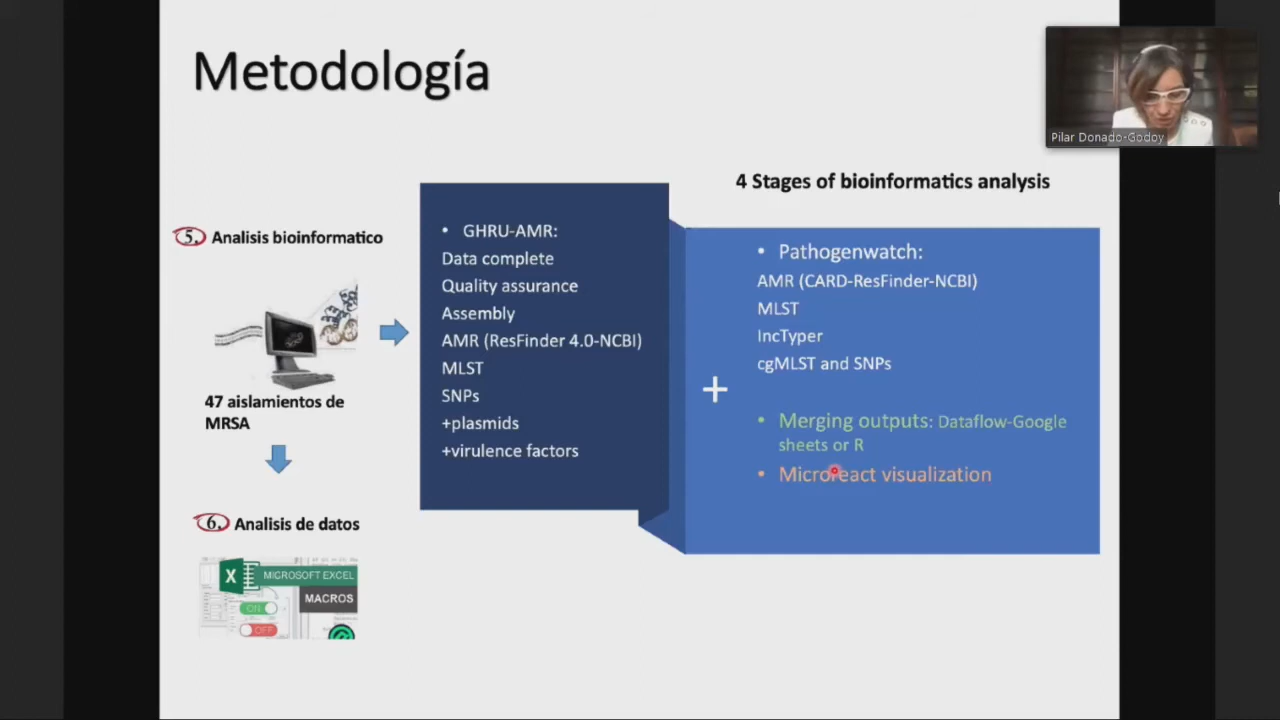 Metodología
Pilar Donado-Godoy
4 Stages of bioinformatics analysis
5. Analisis bioinformatico
47 aislamientos de
MRSA
6. Analisis de datos
MICROSOFT EXCEL
MACROS
ON
OFF
• GHRU-AMR:
Data complete
Quality assurance
Assembly
AMR (ResFinder 4.0-NCBI)
MLST
SNPs
+plasmids
+virulence factors
+
• Pathogenwatch:
AMR (CARD-ResFinder-NCBI)
MLST
IncTyper
cgMLST and SNPs
• Merging outputs: Dataflow-Google
sheets or R
• Microreact visualization